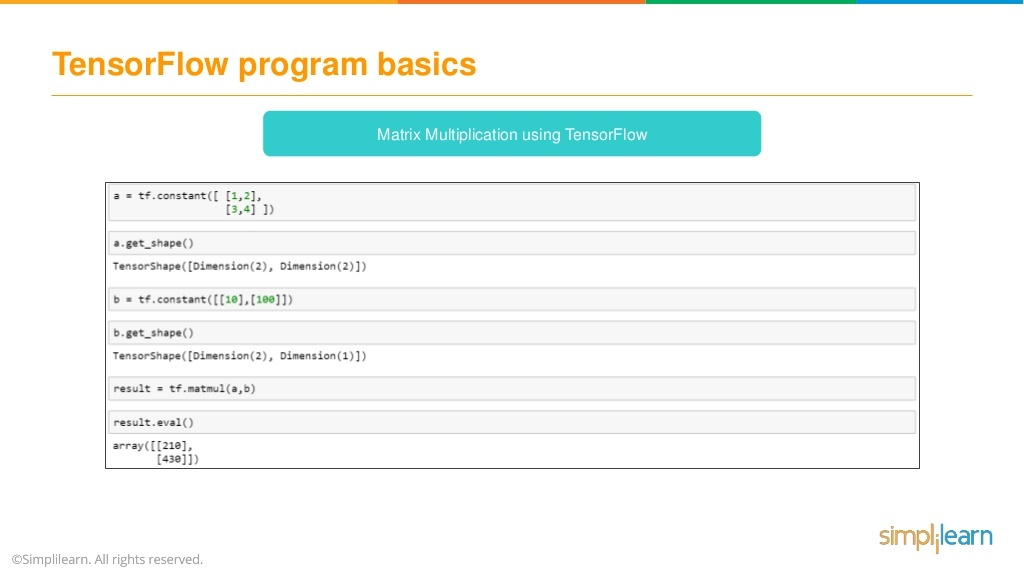 TensorFlow program basics
Matrix Multiplication using TensorFlow
a = tf.constant([ [1,2],
[3,4] ])
a.get_shape()
TensorShape([Dimension(2), Dimension(2)])
b = tf.constant([[10],[100]])
b.get_shape()
TensorShape([Dimension(2), Dimension(1)])
result = tf.matmul(a,b)
result.eval()
array([[210],
[430]])
simplilearn
©Simplilearn. All rights reserved.